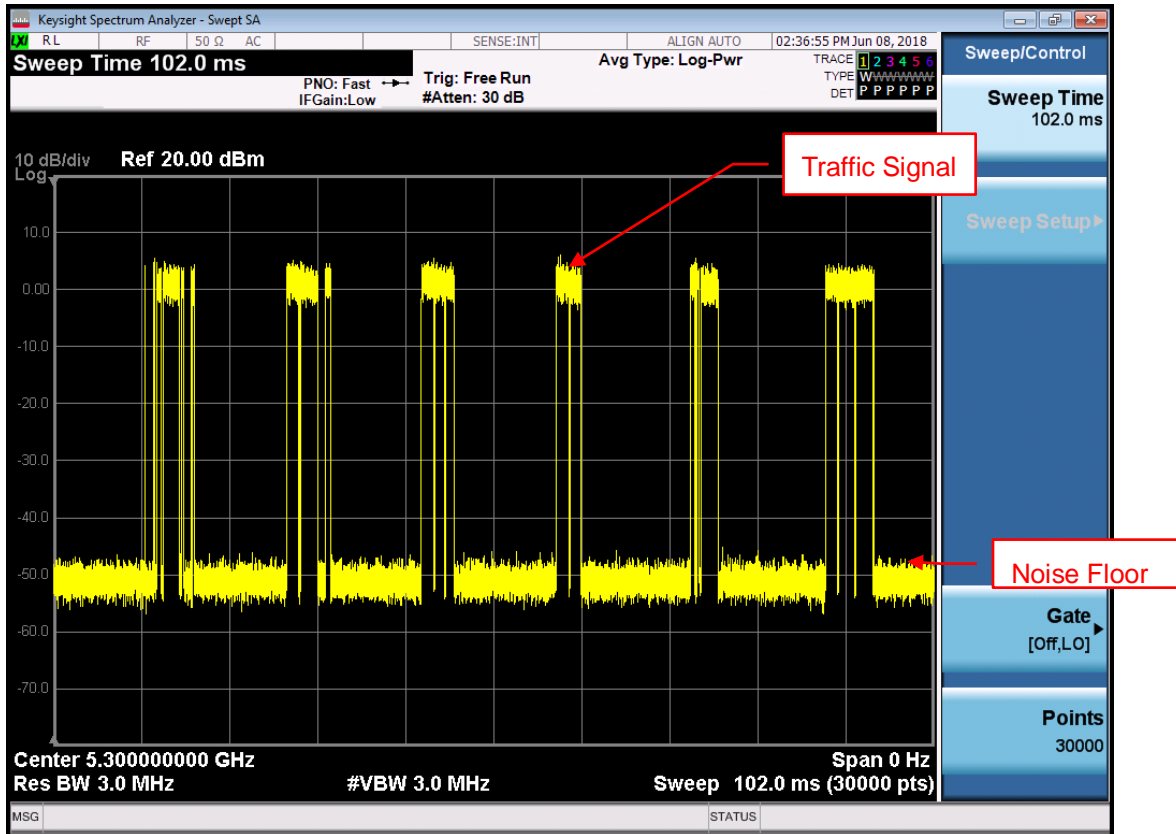 Keysight Spectrum Analyzer - Swept SA
LXI RL RF 50 Ω AC SENSE:INT ALIGN AUTO 02:36:55 PM Jun 08, 2018
Sweep Time 102.0 ms
PNO: Fast
IFGain:Low
Trig: Free Run
#Atten: 30 dB
Avg Type: Log-Pwr
TRACE 1 2 3 4 5 6
TYPE WWWWWWW
DET P P P P P P
Sweep/Control
Sweep Time
102.0 ms
Sweep Setup
Gate
[Off,LO]
Points
30000
10 dB/div Ref 20.00 dBm
Log
Traffic Signal
10.0
0.00
-10.0
-20.0
-30.0
-40.0
-50.0
-60.0
-70.0
Noise Floor
Center 5.300000000 GHz Span 0 Hz
Res BW 3.0 MHz #VBW 3.0 MHz Sweep 102.0 ms (30000 pts)
MSG STATUS